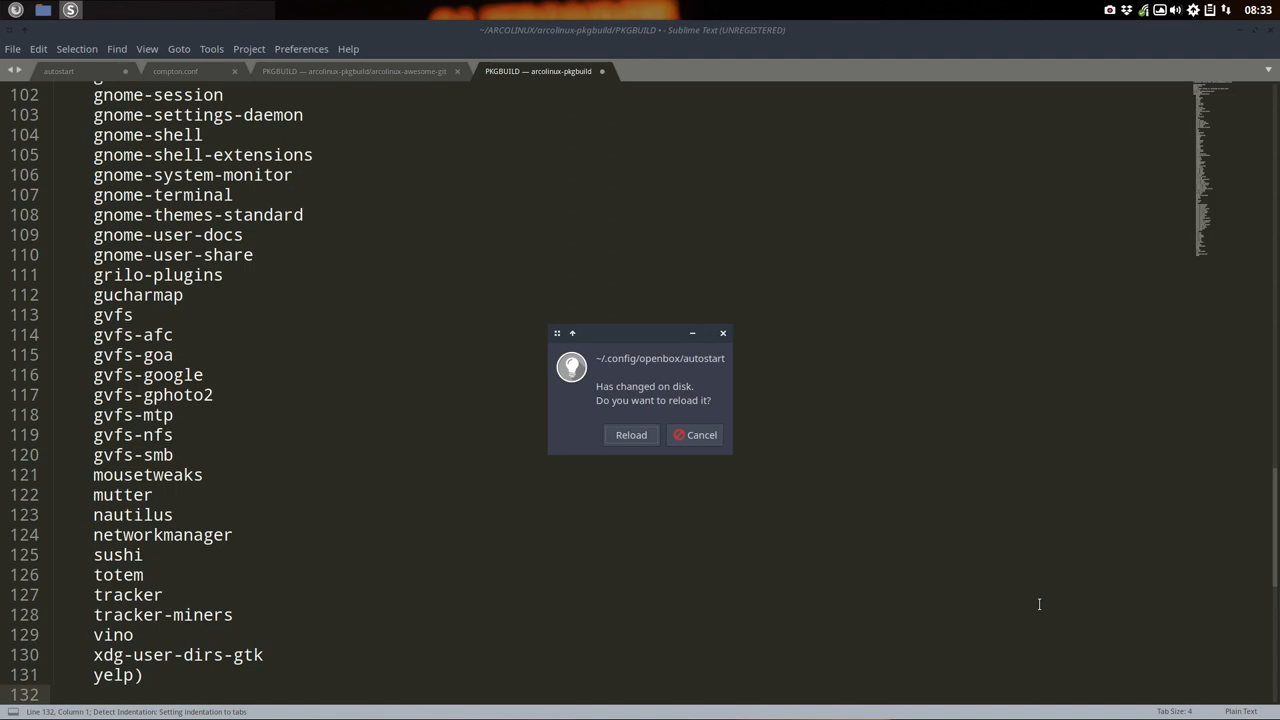 08:33
~/ARCOLINUX/arcolinux-pkgbuild/PKGBUILD • - Sublime Text (UNREGISTERED)
File Edit Selection Find View Goto Tools Project Preferences Help
autostart compton.conf PKGBUILD — arcolinux-pkgbuild/arcolinux-awesome-git PKGBUILD — arcolinux-pkgbuild
102 gnome-session
103 gnome-settings-daemon
104 gnome-shell
105 gnome-shell-extensions
106 gnome-system-monitor
107 gnome-terminal
108 gnome-themes-standard
109 gnome-user-docs
110 gnome-user-share
111 grilo-plugins
112 gucharmap
113 gvfs
114 gvfs-afc
115 gvfs-goa
116 gvfs-google
117 gvfs-gphoto2
118 gvfs-mtp
119 gvfs-nfs
120 gvfs-smb
121 mousetweaks
122 mutter
123 nautilus
124 networkmanager
125 sushi
126 totem
127 tracker
128 tracker-miners
129 vino
130 xdg-user-dirs-gtk
131 yelp)
132
~/.config/openbox/autostart
Has changed on disk.
Do you want to reload it?
Reload Cancel
Line 132, Column 1; Detect Indentation: Setting indentation to tabs Tab Size: 4 Plain Text